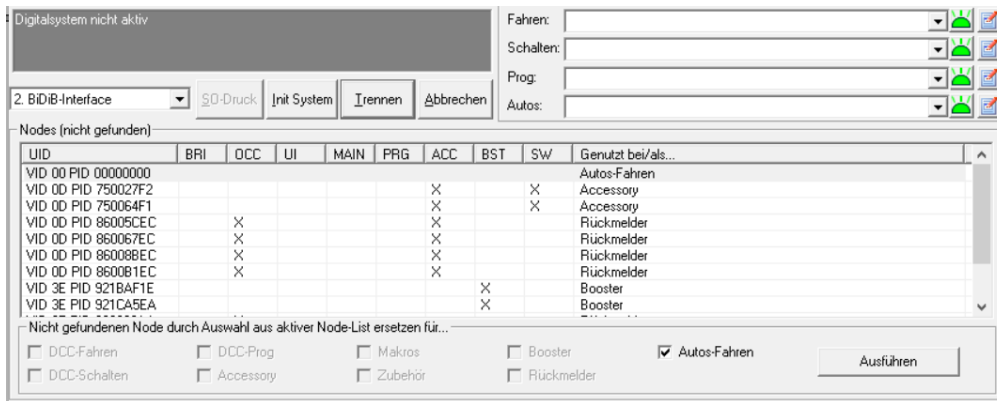 Digitalsystem nicht aktiv
Fahren:
Schalten:
Prog:
Autos:
2. BiDiB-Interface
SO-Druck
Init System
Trennen
Abbrechen
Nodes (nicht gefunden)
UID BRI OCC UI MAIN PRG ACC BST SW Genutzt bei/als...
VID 00 PID 00000000 Autos-Fahren
VID 0D PID 750027F2 X X Accessory
VID 0D PID 750064F1 X X Accessory
VID 0D PID 86005CEC X X Rückmelder
VID 0D PID 860067EC X X Rückmelder
VID 0D PID 86008BEC X X Rückmelder
VID 0D PID 8600B1EC X X Rückmelder
VID 3E PID 921BAF1E X Booster
VID 3E PID 921CA5EA X Booster
Nicht gefundenen Node durch Auswahl aus aktiver Node-List ersetzen für...
DCC-Fahren DCC-Prog Makros Booster Autos-Fahren
DCC-Schalten Accessory Zubehör Rückmelder
Ausführen